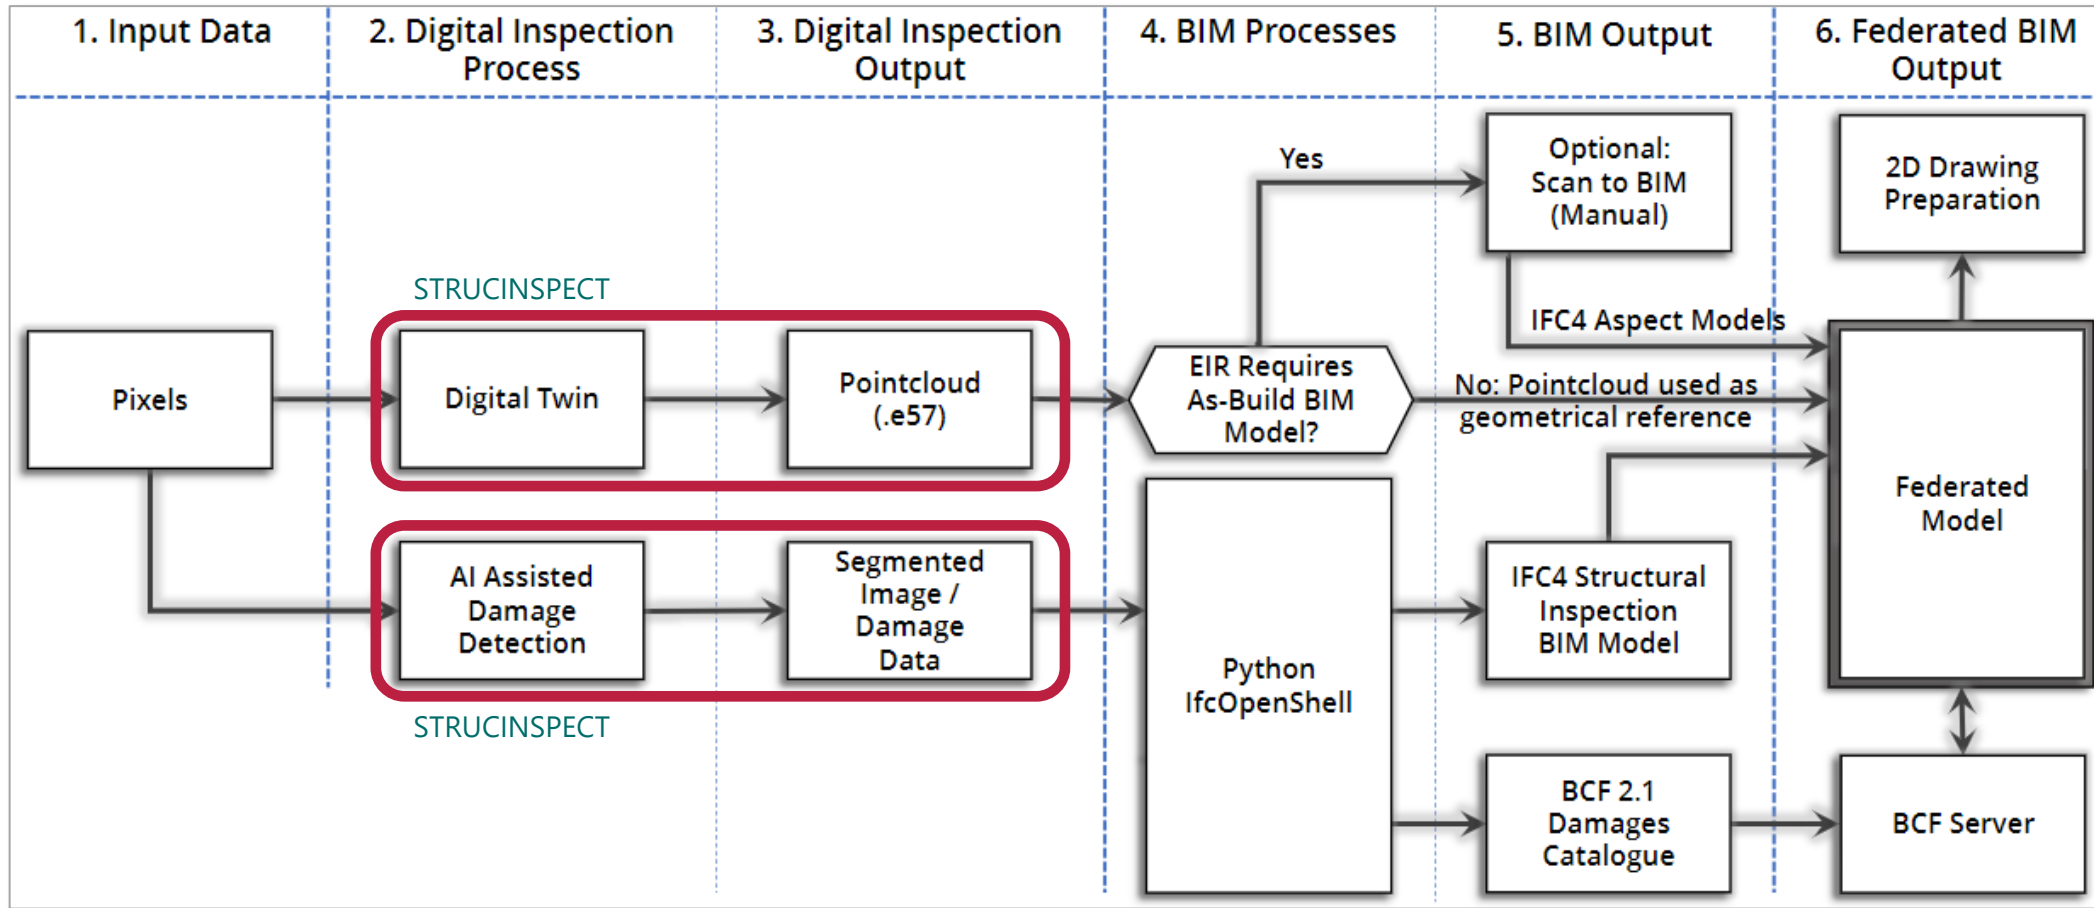 1. Input Data
2. Digital Inspection
Process
3. Digital Inspection
Output
4. BIM Processes
5. BIM Output
6. Federated BIM
Output
Yes
Optional:
Scan to BIM
(Manual)
2D Drawing
Preparation
STRUCINSPECT
IFC4 Aspect Models
Pixels
Digital Twin
Pointcloud
(.e57)
EIR Requires
As-Build BIM
Model?
No: Pointcloud used as
geometrical reference
Federated
Model
AI Assisted
Damage
Detection
Segmented
Image /
Damage
Data
Python
IfcOpenShell
IFC4 Structural
Inspection
BIM Model
STRUCINSPECT
BCF 2.1
Damages
Catalogue
BCF Server